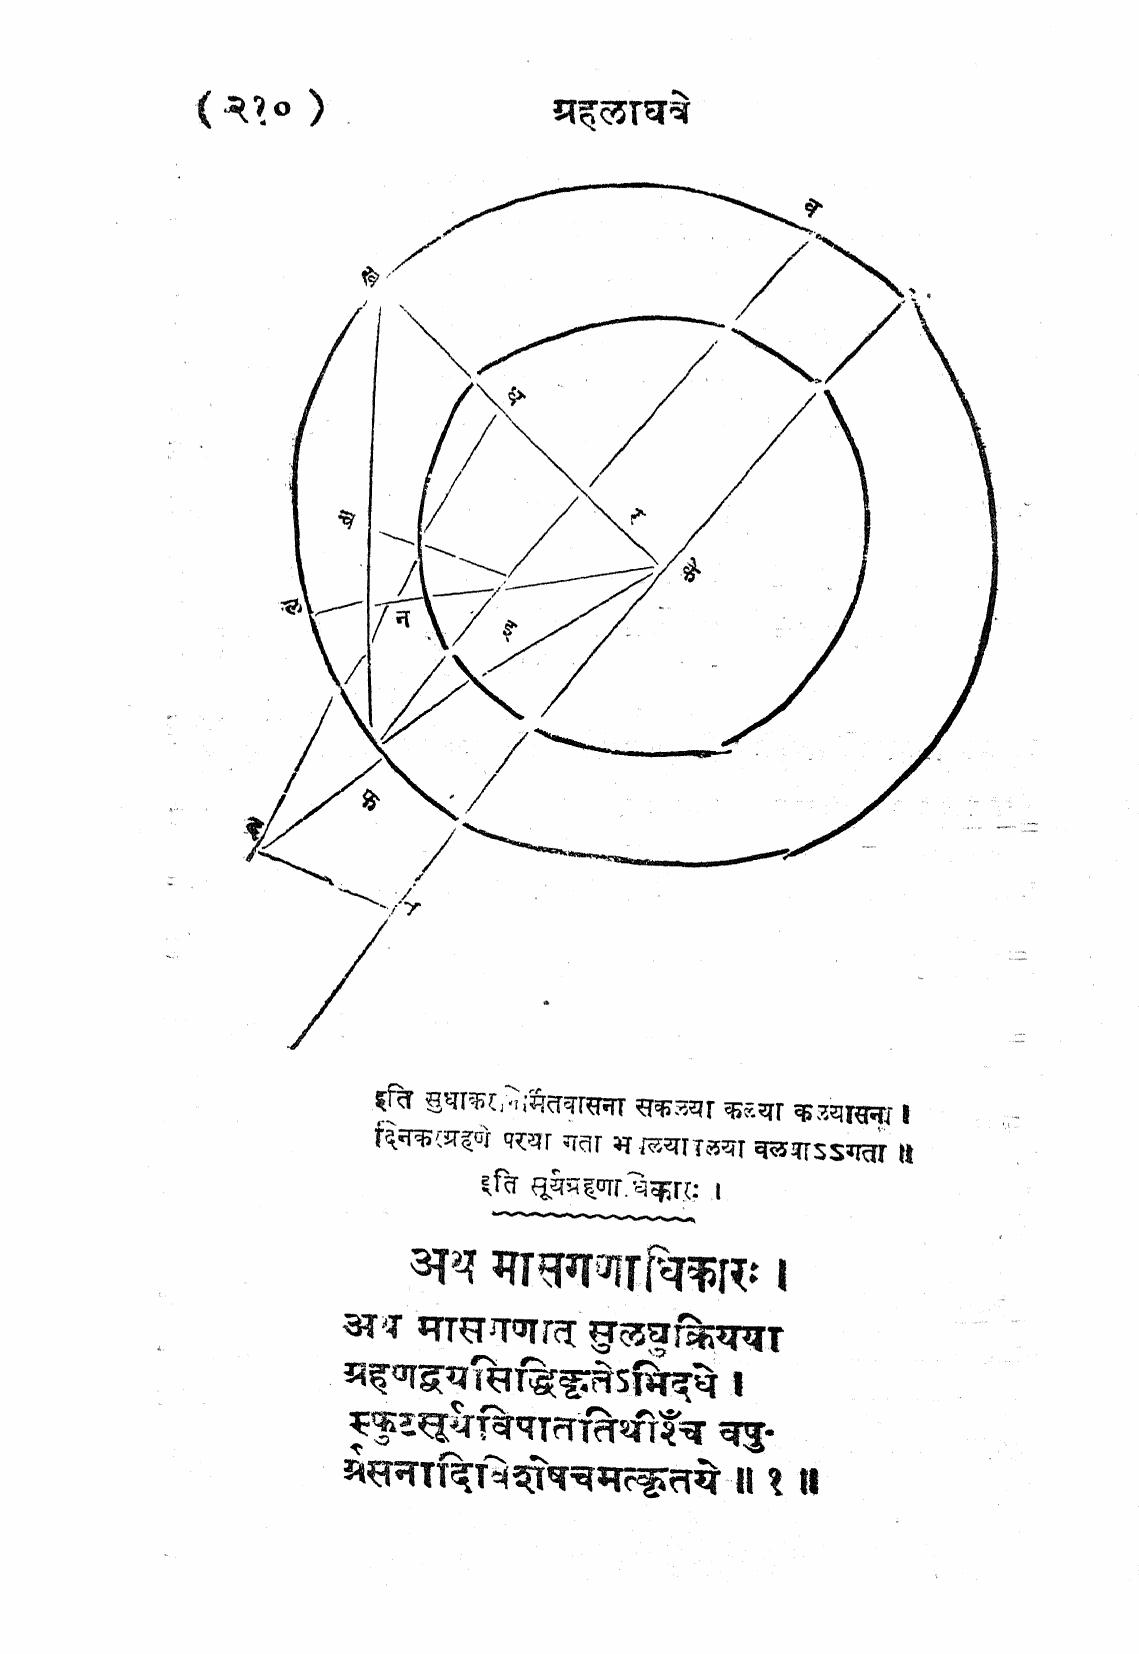 ( २१० ) ग्रहलाघवे
व
ध
च
न
इ
फ
इति सुधाकरनिर्मितवासना सकलया कलया कलयासना ।
दिनकरग्रहणे परया गता वलयाऽऽगता ॥
इति सूर्यग्रहणाधिकारः ।
अथ मासगणाधिकारः ।
अथ मासगणात् सुलघुक्रियया
ग्रहणद्वयसिद्धिकृतेऽभिदधे ।
स्फुटसूर्यविपाततिथीँश्च वपु-
र्ग्रसनादिविशेषचमत्कृतये ॥ १ ॥